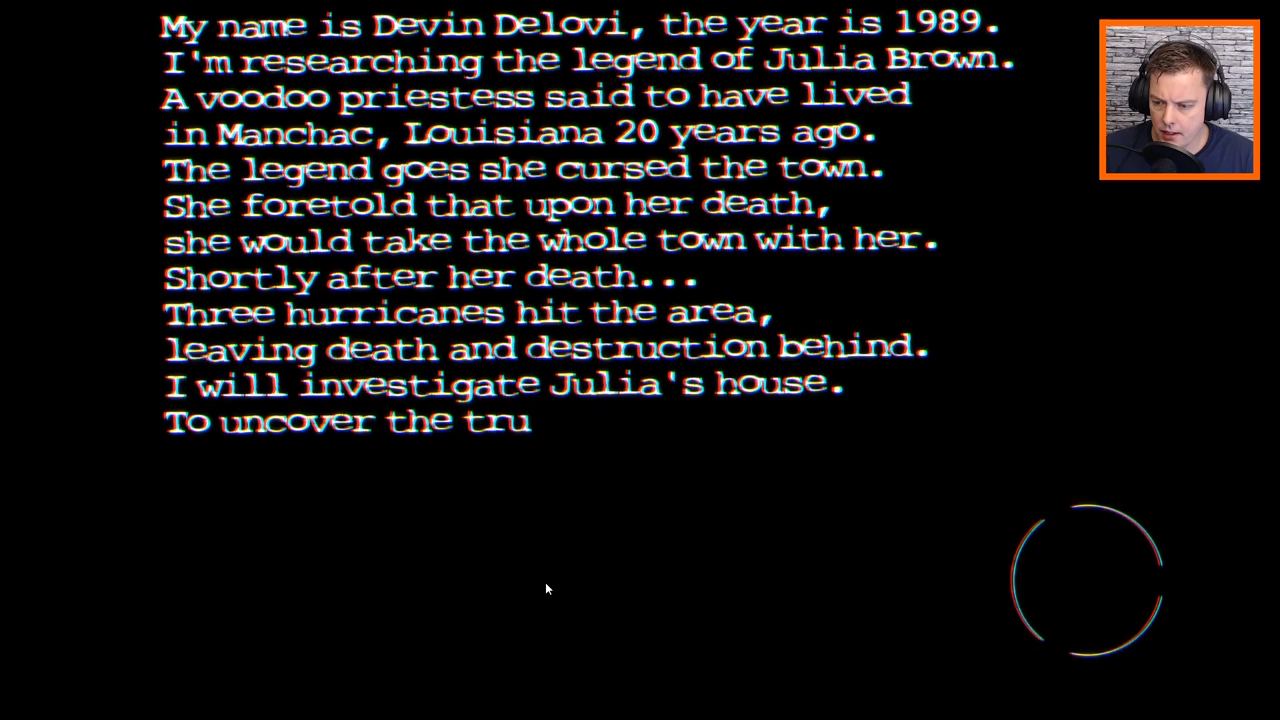 My name is Devin Delovi, the year is 1989.
I'm researching the legend of Julia Brown.
A voodoo priestess said to have lived
in Manchac, Louisiana 20 years ago.
The legend goes she cursed the town.
She foretold that upon her death,
she would take the whole town with her.
Shortly after her death...
Three hurricanes hit the area,
leaving death and destruction behind.
I will investigate Julia's house.
To uncover the tru